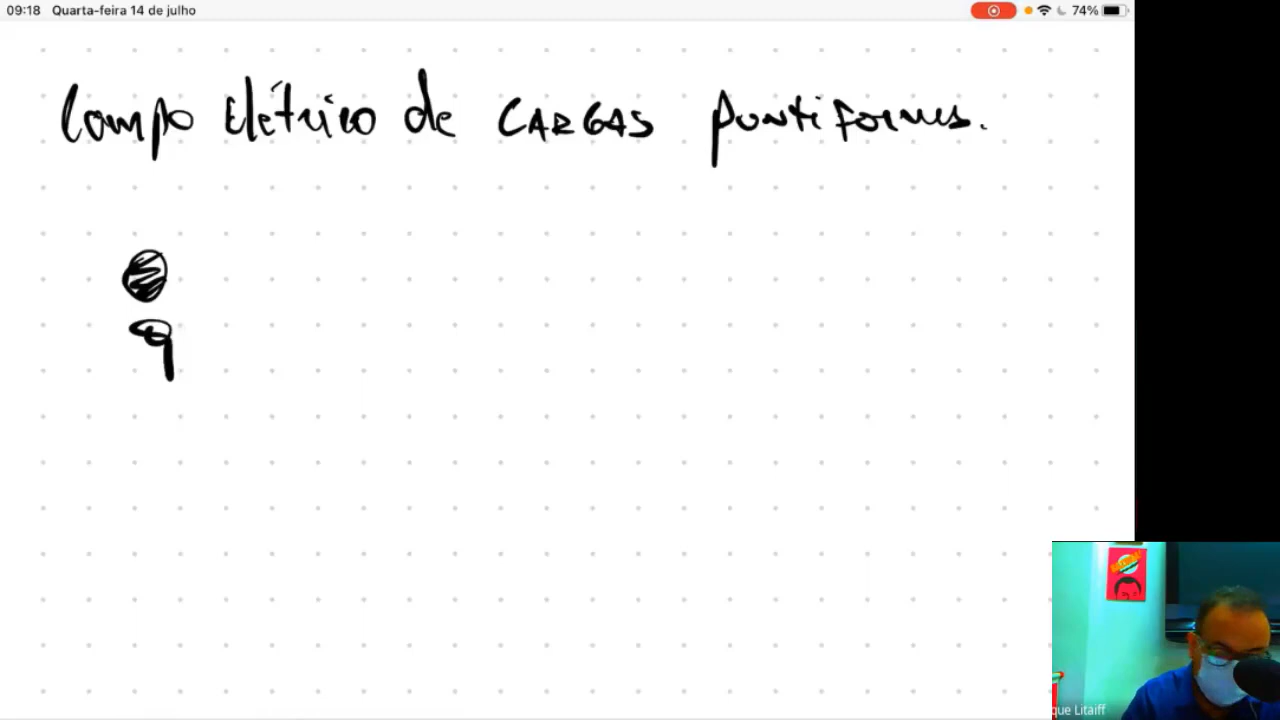 09:18 Quarta-feira 14 de julho
74%
Campo Elétrico de CARGAS puntiformes.
q
que Litaiff